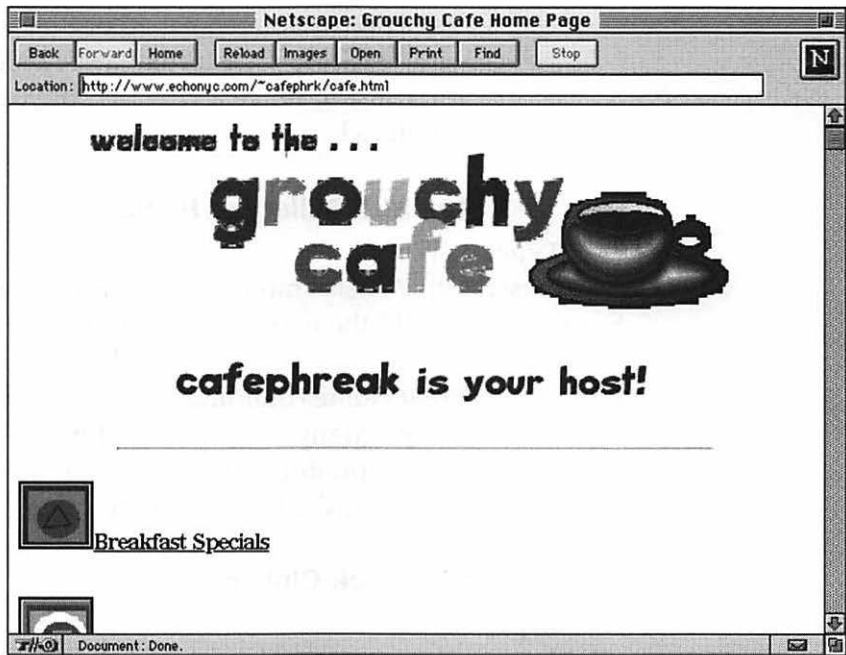 Netscape: Grouchy Cafe Home Page
Back Forward Home Reload Images Open Print Find Stop
N
Location: http://www.echonyc.com/~cafephrk/cafe.html
welcome to the ...
grouchy
cafe
cafephreak is your host!
Breakfast Specials
Document: Done.